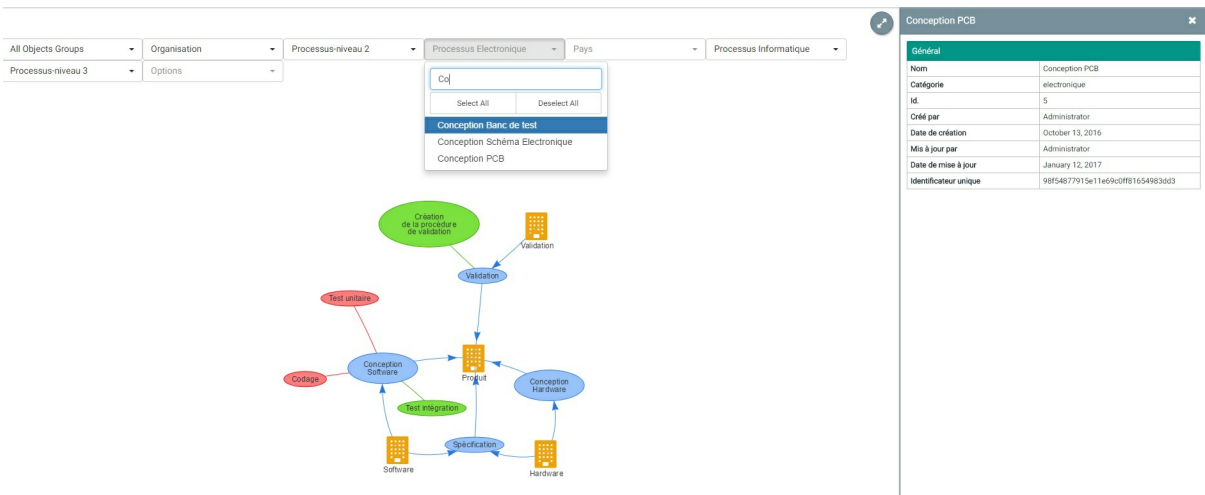 Conception PCB
All Objects Groups
Organisation
Processus-niveau 2
Processus Electronique
Pays
Processus Informatique
Processus-niveau 3
Options
Co
Select All
Deselect All
Conception Banc de test
Conception Schéma Electronique
Conception PCB
Création
de la procédure
de validation
Validation
Validation
Test unitaire
Conception
Software
Produit
Codage
Conception
Hardware
Test intégration
Spécification
Software
Hardware
Général
Nom Conception PCB
Catégorie electronique
Id. 5
Créé par Administrator
Date de création October 13, 2016
Mis à jour par Administrator
Date de mise à jour January 12, 2017
Identificateur unique 98f54877915e11e69c0ff81654983dd3